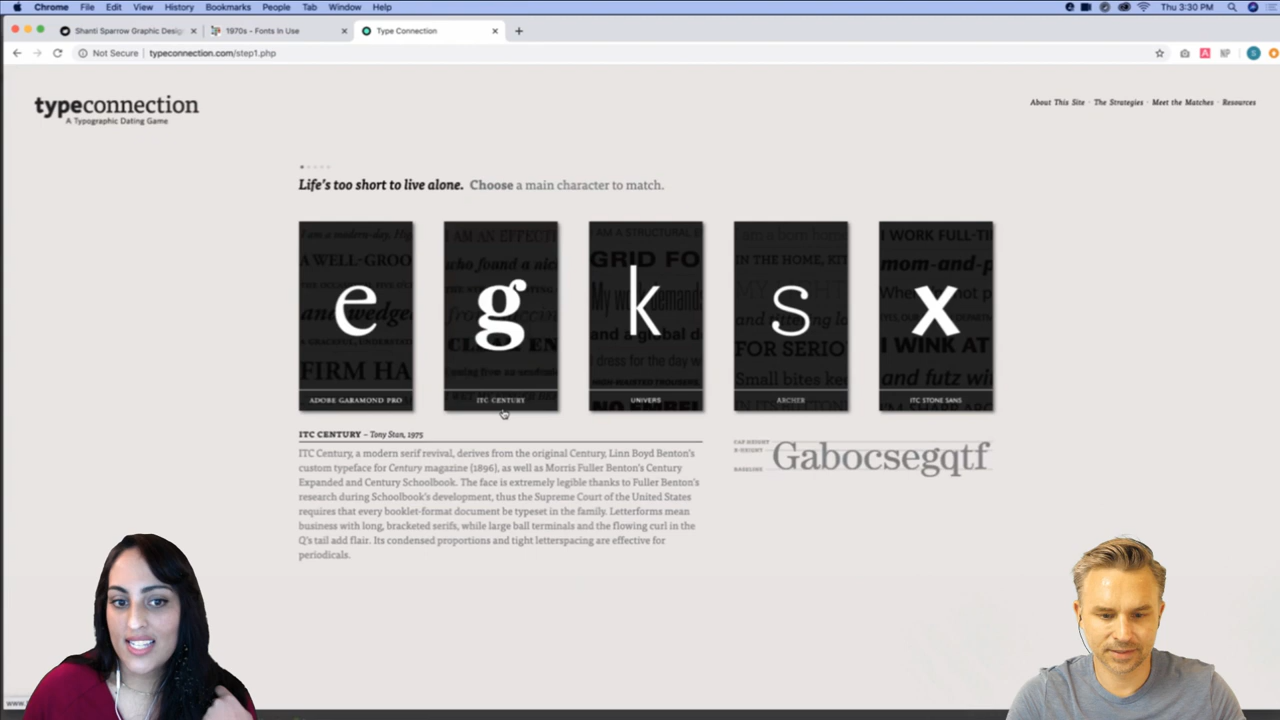 Chrome File Edit View History Bookmarks People Tab Window Help
Thu 3:30 PM
Shanti Sparrow Graphic Desig
1970s - Fonts In Use
Type Connection
Not Secure | typeconnection.com/step1.php
NP
S
typeconnection
A Typographic Dating Game
About This Site · The Strategies · Meet the Matches · Resources
Life's too short to live alone. Choose a main character to match.
e
ADOBE GARAMOND PRO
g
ITC CENTURY
k
UNIVERS
s
ARCHER
x
ITC STONE SANS
ITC CENTURY – Tony Stan, 1975
ITC Century, a modern serif revival, derives from the original Century, Linn Boyd Benton's
custom typeface for Century magazine (1896), as well as Morris Fuller Benton's Century
Expanded and Century Schoolbook. The face is extremely legible thanks to Fuller Benton's
research during Schoolbook's development, thus the Supreme Court of the United States
requires that every booklet-format document be typeset in the family. Letterforms mean
business with long, bracketed serifs, while large ball terminals and the flowing curl in the
Q's tail add flair. Its condensed proportions and tight letterspacing are effective for
periodicals.
CAP HEIGHT
X-HEIGHT
BASELINE
Gabocsegqtf
www.